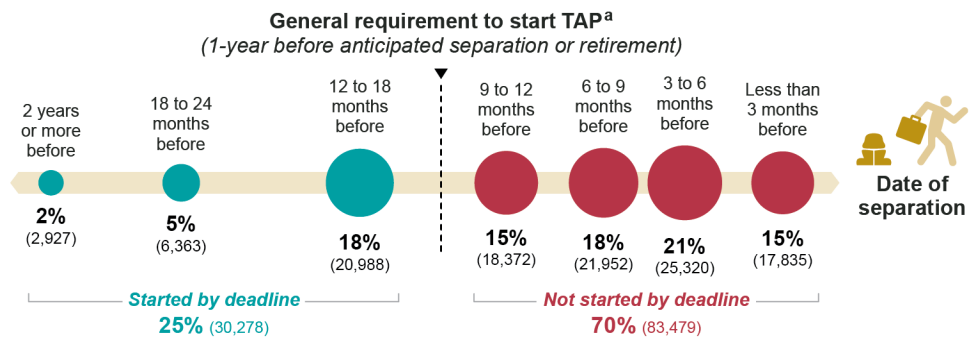 General requirement to start TAPᵃ
(1-year before anticipated separation or retirement)
2 years
or more
before
2%
(2,927)
18 to 24
months
before
5%
(6,363)
12 to 18
months
before
18%
(20,988)
9 to 12
months
before
15%
(18,372)
6 to 9
months
before
18%
(21,952)
3 to 6
months
before
21%
(25,320)
Less than
3 months
before
15%
(17,835)
Date of
separation
Started by deadline
25% (30,278)
Not started by deadline
70% (83,479)